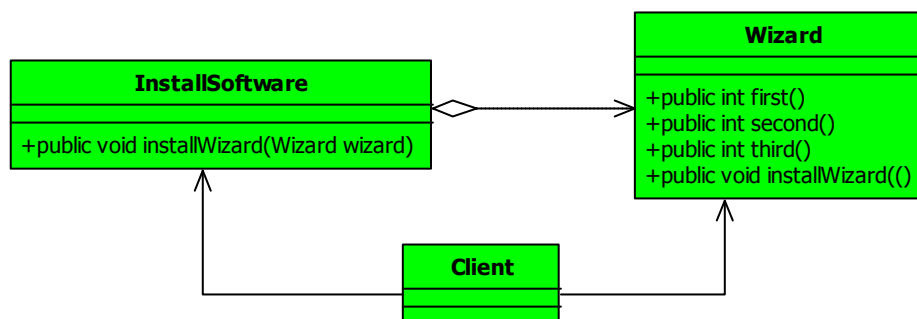 Wizard
InstallSoftware
+public int first()
+public int second()
+public void installWizard(Wizard wizard)
+public int third()
+public void installWizard(()
Client